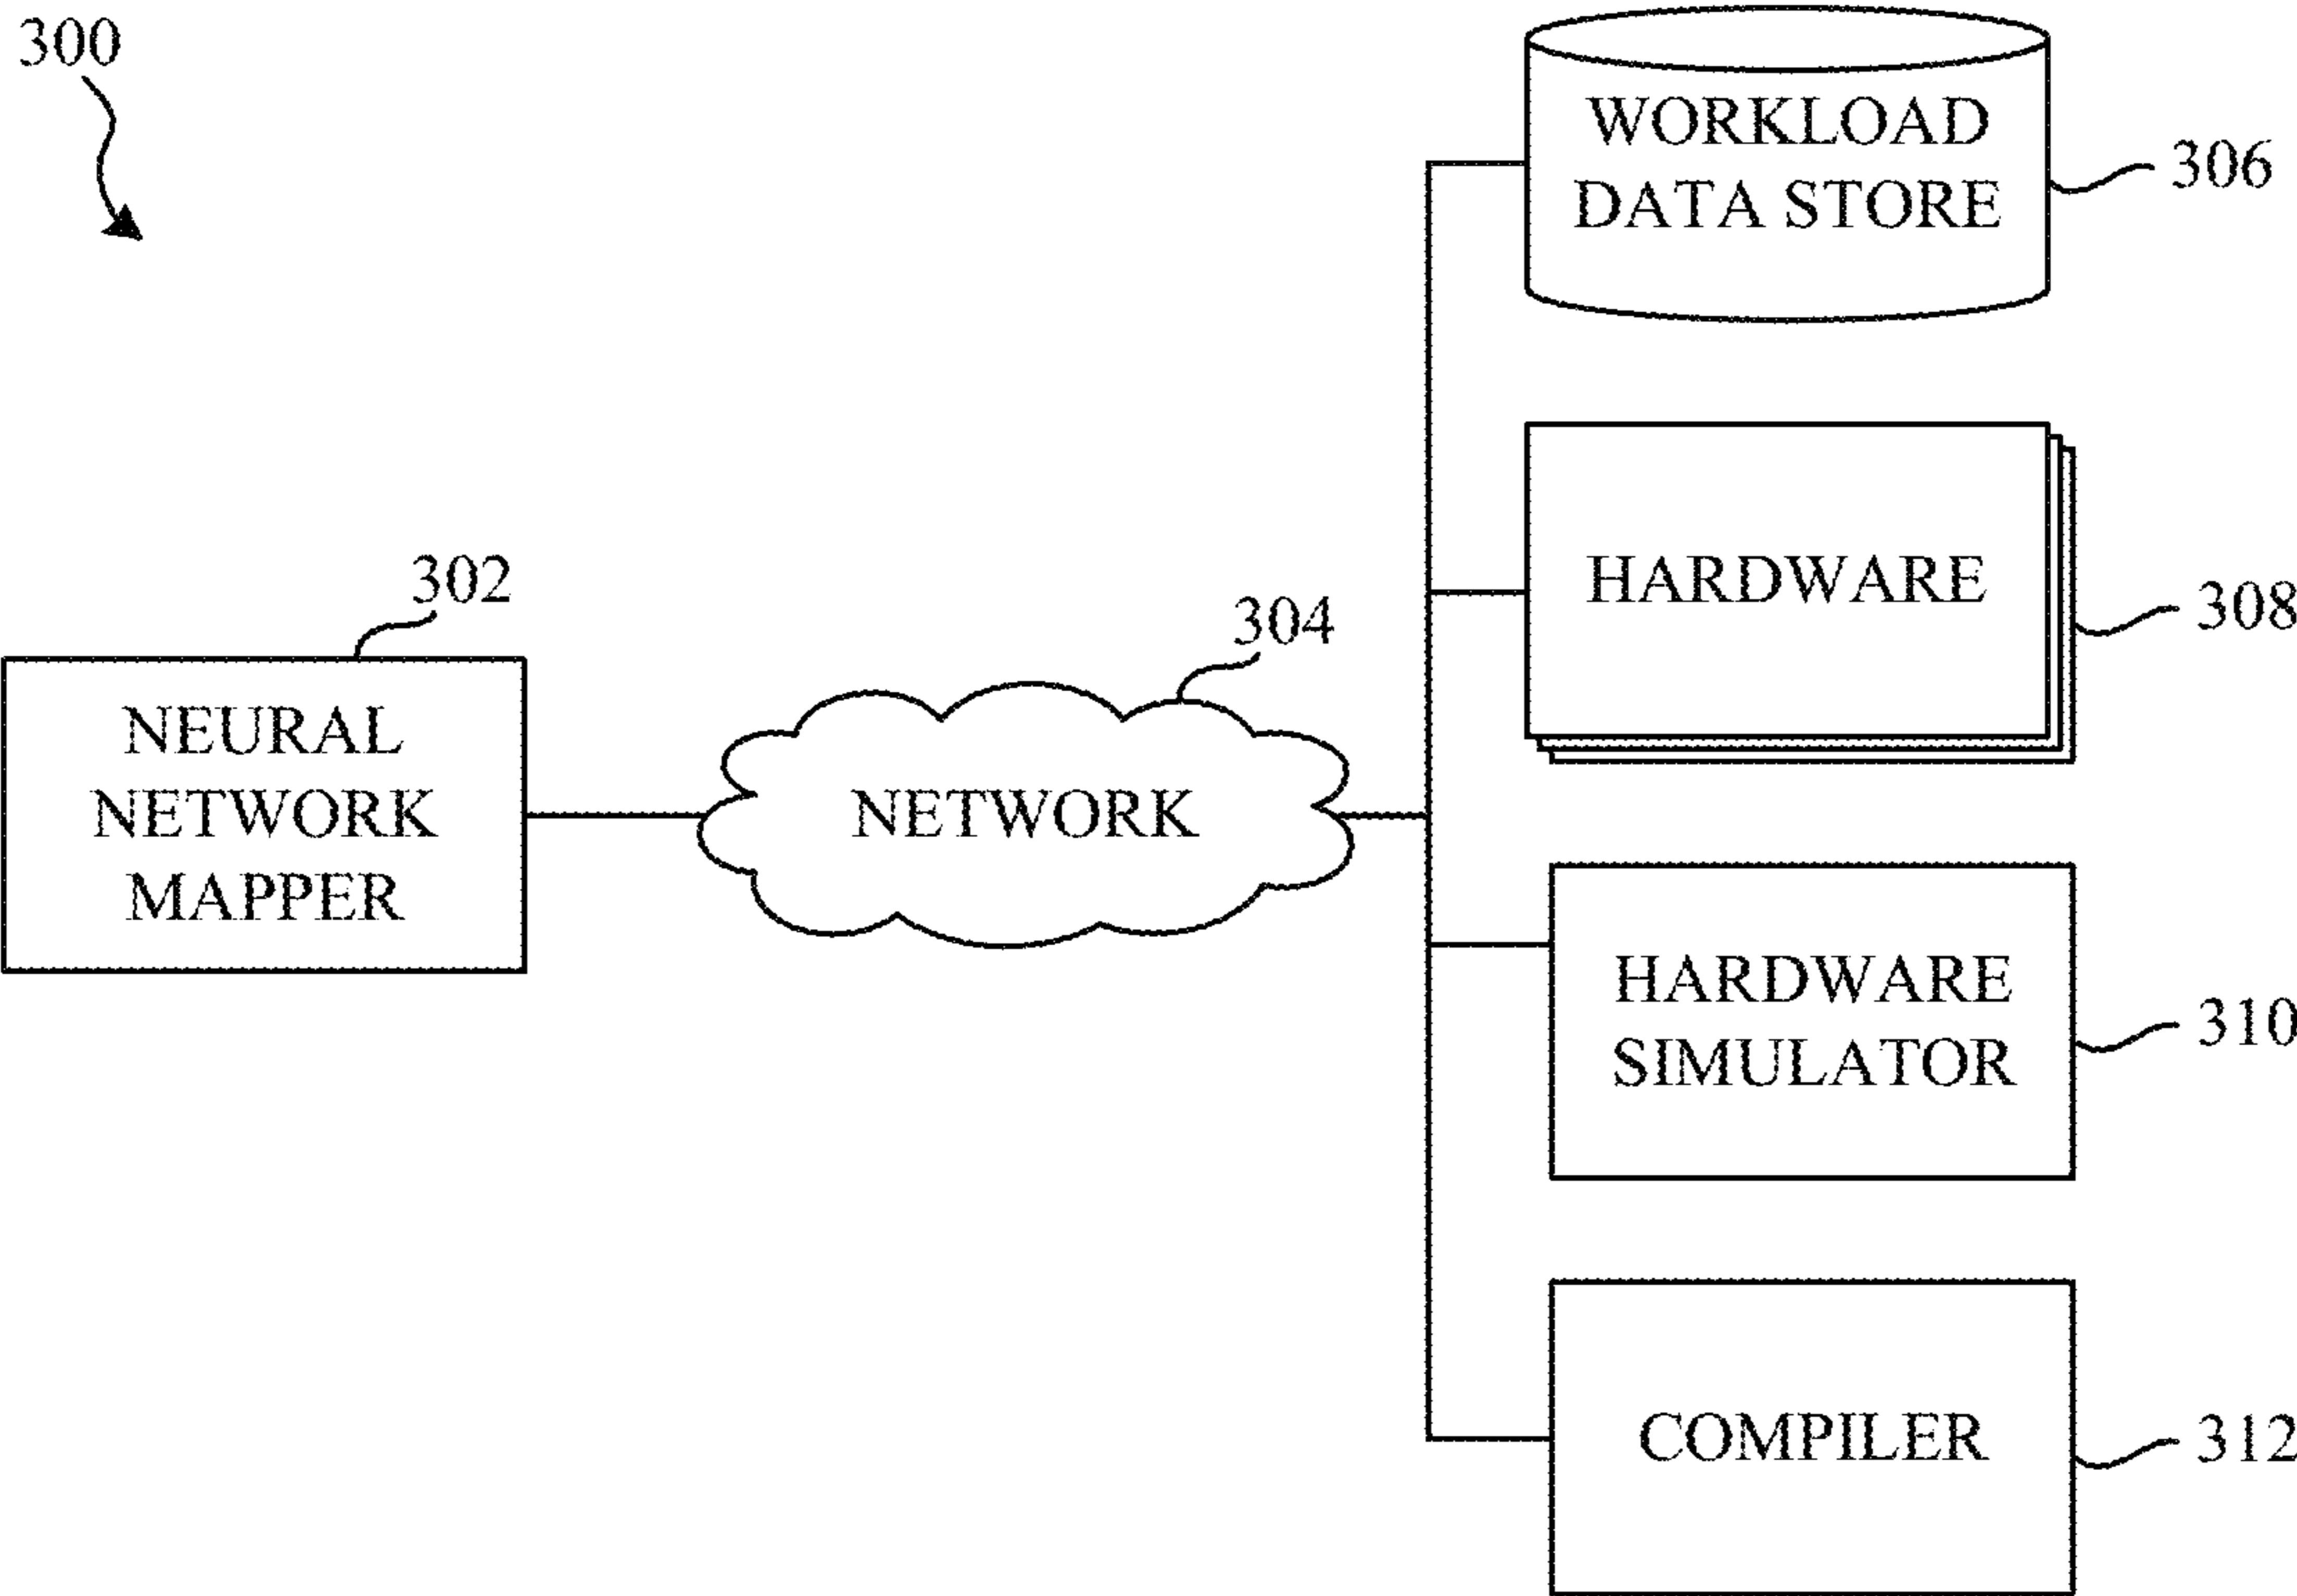 300
WORKLOAD
DATA STORE
306
HARDWARE
308
302
304
NEURAL
NETWORK
MAPPER
NETWORK
HARDWARE
SIMULATOR
310
COMPILER
312